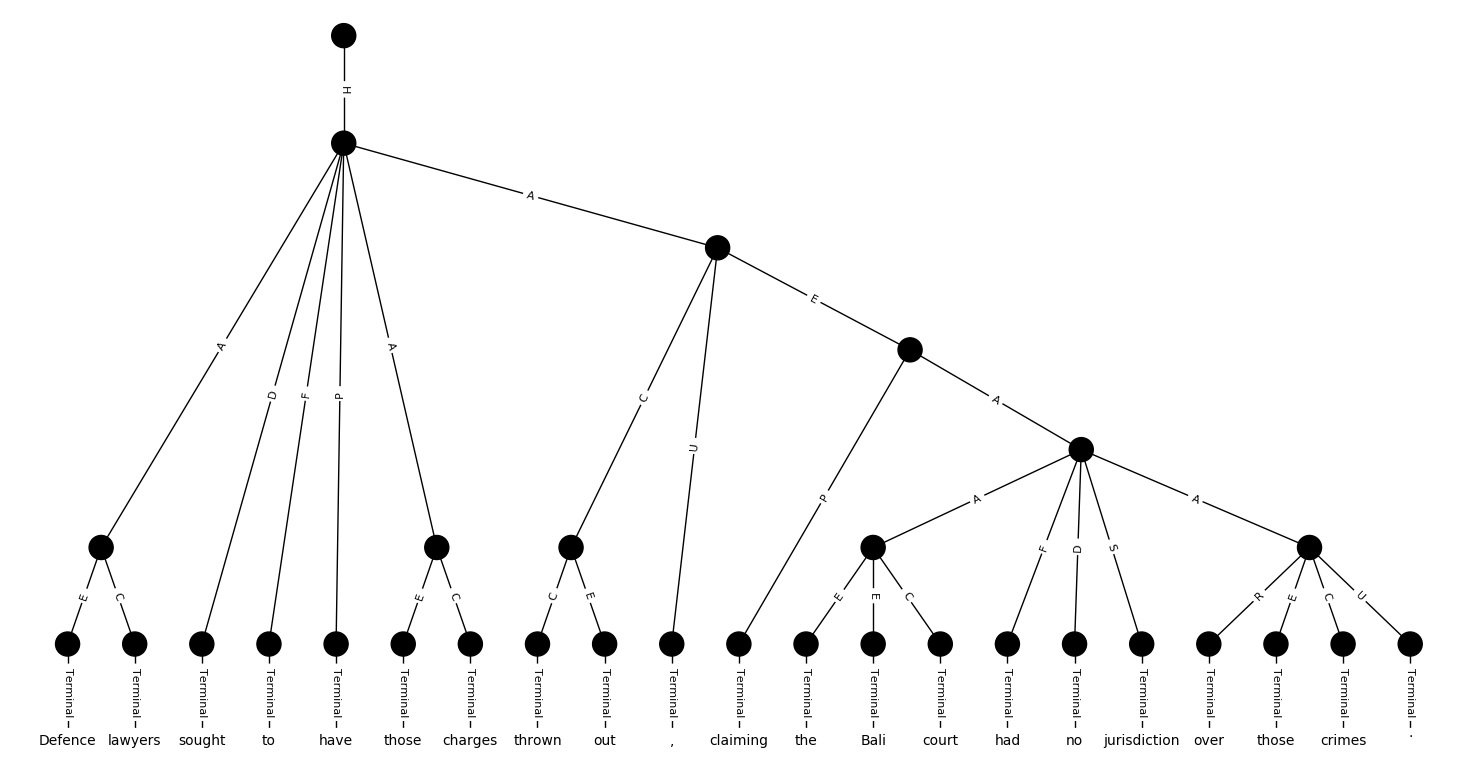 H
A
A
E
A D F P A C U A
P A F D S A
E C E C C E E E C R E C U
Terminal Terminal Terminal Terminal Terminal Terminal Terminal Terminal Terminal Terminal Terminal Terminal Terminal Terminal Terminal Terminal Terminal Terminal Terminal Terminal Terminal
Defence lawyers sought to have those charges thrown out , claiming the Bali court had no jurisdiction over those crimes .